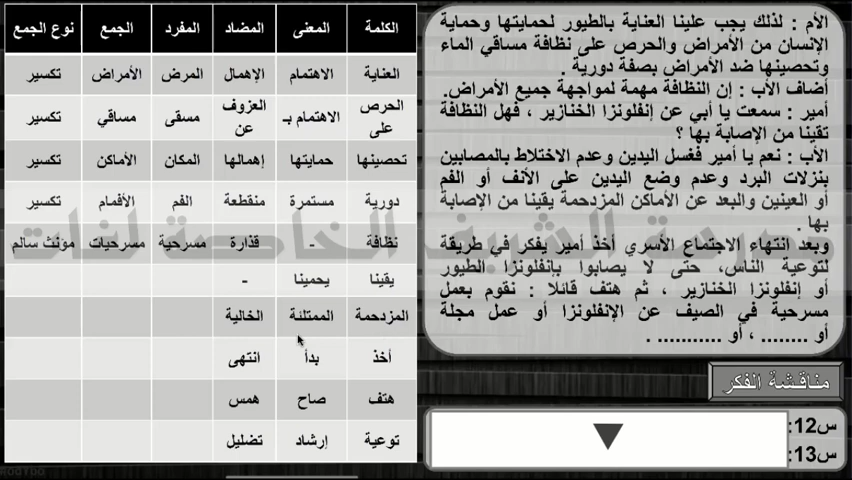 الأم : لذلك يجب علينا العناية بالطيور لحمايتها وحماية
الإنسان من الأمراض والحرص على نظافة مساقي الماء
وتحصينها ضد الأمراض بصفة دورية .
أضاف الأب : إن النظافة مهمة لمواجهة جميع الأمراض.
أمير : سمعت يا أبي عن إنفلونزا الخنازير ، فهل النظافة
تقينا من الإصابة بها ؟
الأب : نعم يا أمير فغسل اليدين وعدم الاختلاط بالمصابين
بنزلات البرد وعدم وضع اليدين على الأنف أو الفم
أو العينين والبعد عن الأماكن المزدحمة يقينا من الإصابة
بها .
وبعد انتهاء الاجتماع الأسري أخذ أمير يفكر في طريقة
لتوعية الناس، حتى لا يصابوا بإنفلونزا الطيور
أو إنفلونزا الخنازير ، ثم هتف قائلا : نقوم بعمل
مسرحية في الصيف عن الإنفلونزا أو عمل مجلة
أو ........ ، أو ........... .
مناقشة الفكر
س12:
س13:
الكلمة المعنى المضاد المفرد الجمع نوع الجمع
العناية الاهتمام الإهمال المرض الأمراض تكسير
الحرص على الاهتمام بـ العزوف عن مسقى مساقي تكسير
تحصينها حمايتها إهمالها المكان الأماكن تكسير
دورية مستمرة منقطعة الفم الأفمام تكسير
نظافة - قذارة مسرحية مسرحيات مؤنث سالم
يقينا يحمينا -
المزدحمة الممتلئة الخالية
أخذ بدأ انتهى
هتف صاح همس
توعية إرشاد تضليل